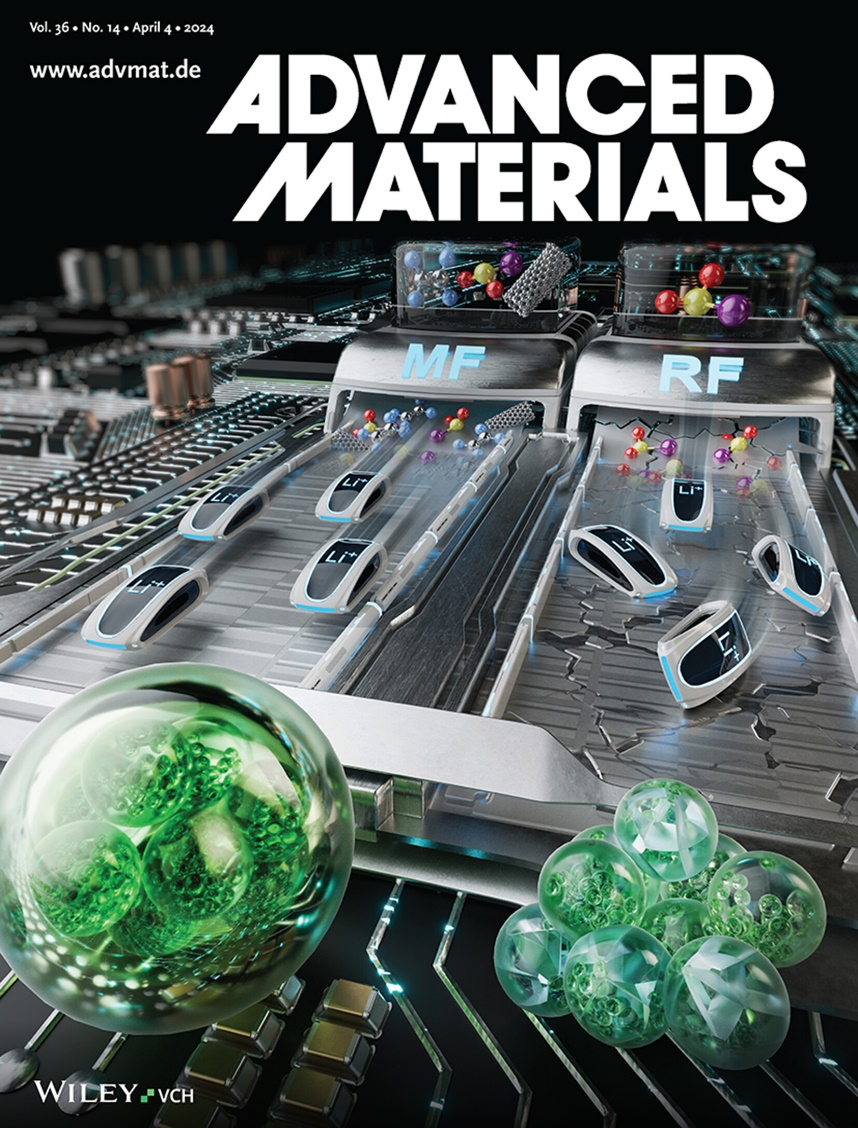 Vol. 36 • No. 14 • April 4 • 2024
www.advmat.de
ADVANCED
MATERIALS
MF
RF
Li+
Li+
Li+
Li+
Li+
Li+
Li+
Li+
WILEY-VCH